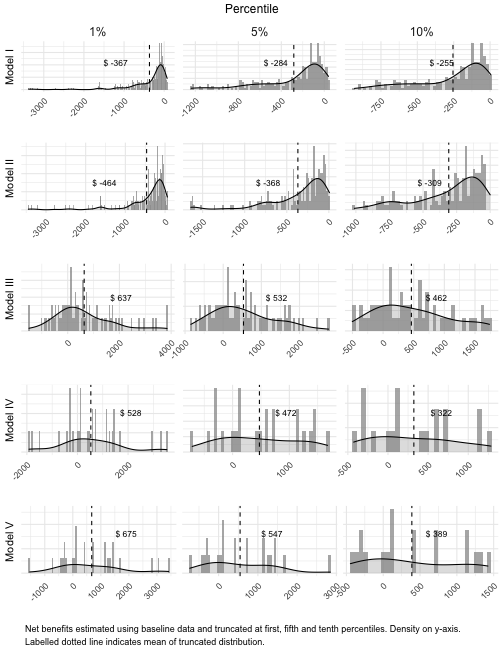 Percentile
1% 5% 10%
Model I
$ -367 $ -284 $ -255
-3000 -2000 -1000 0 -1200 -800 -400 0 -750 -500 -250 0
Model II
$ -464 $ -368 $ -309
-3000 -2000 -1000 0 -1500 -1000 -500 0 -1000 -750 -500 -250 0
Model III
$ 637 $ 532 $ 462
0 2000 4000 -1000 0 1000 2000 -500 0 500 1000 1500
Model IV
$ 528 $ 472 $ 322
-2000 0 2000 0 1000 -500 0 500 1000
Model V
$ 675 $ 547 $ 389
-1000 0 1000 2000 3000 0 1000 2000 3000 -500 0 500 1000 1500
Net benefits estimated using baseline data and truncated at first, fifth and tenth percentiles. Density on y-axis.
Labelled dotted line indicates mean of truncated distribution.